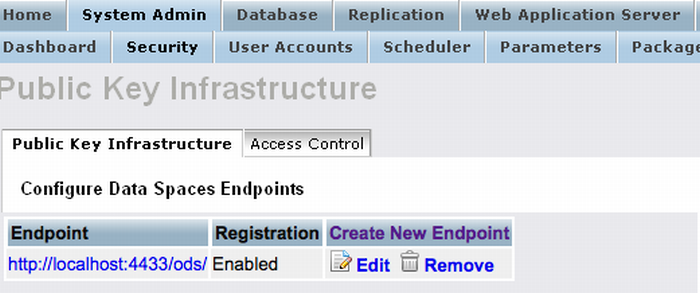 Home System Admin Database Replication Web Application Server
Dashboard Security User Accounts Scheduler Parameters Package
Public Key Infrastructure
Public Key Infrastructure Access Control
Configure Data Spaces Endpoints
Endpoint Registration Create New Endpoint
http://localhost:4433/ods/ Enabled Edit Remove